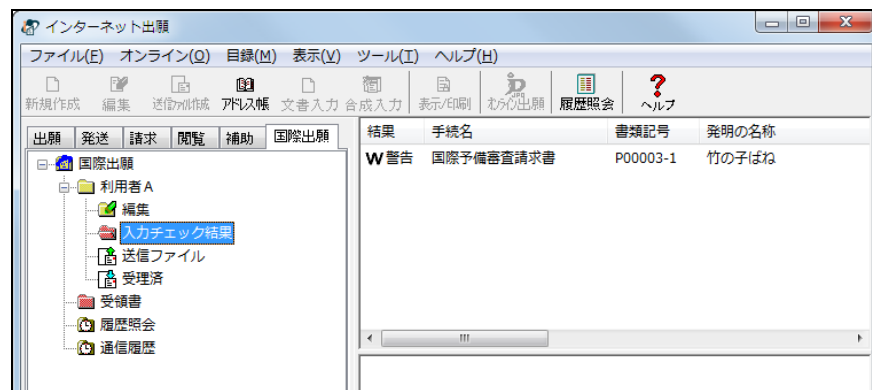 インターネット出願
ファイル(F) オンライン(O) 目録(M) 表示(V) ツール(T) ヘルプ(H)
新規作成 編集 送信ファイル作成 アドレス帳 文書入力 合成入力 表示/印刷 オンライン出願 履歴照会 ヘルプ
出願 発送 請求 閲覧 補助 国際出願
結果 手続名 書類記号 発明の名称
W警告 国際予備審査請求書 P00003-1 竹の子ばね
国際出願
利用者A
編集
入力チェック結果
送信ファイル
受理済
受領書
履歴照会
通信履歴